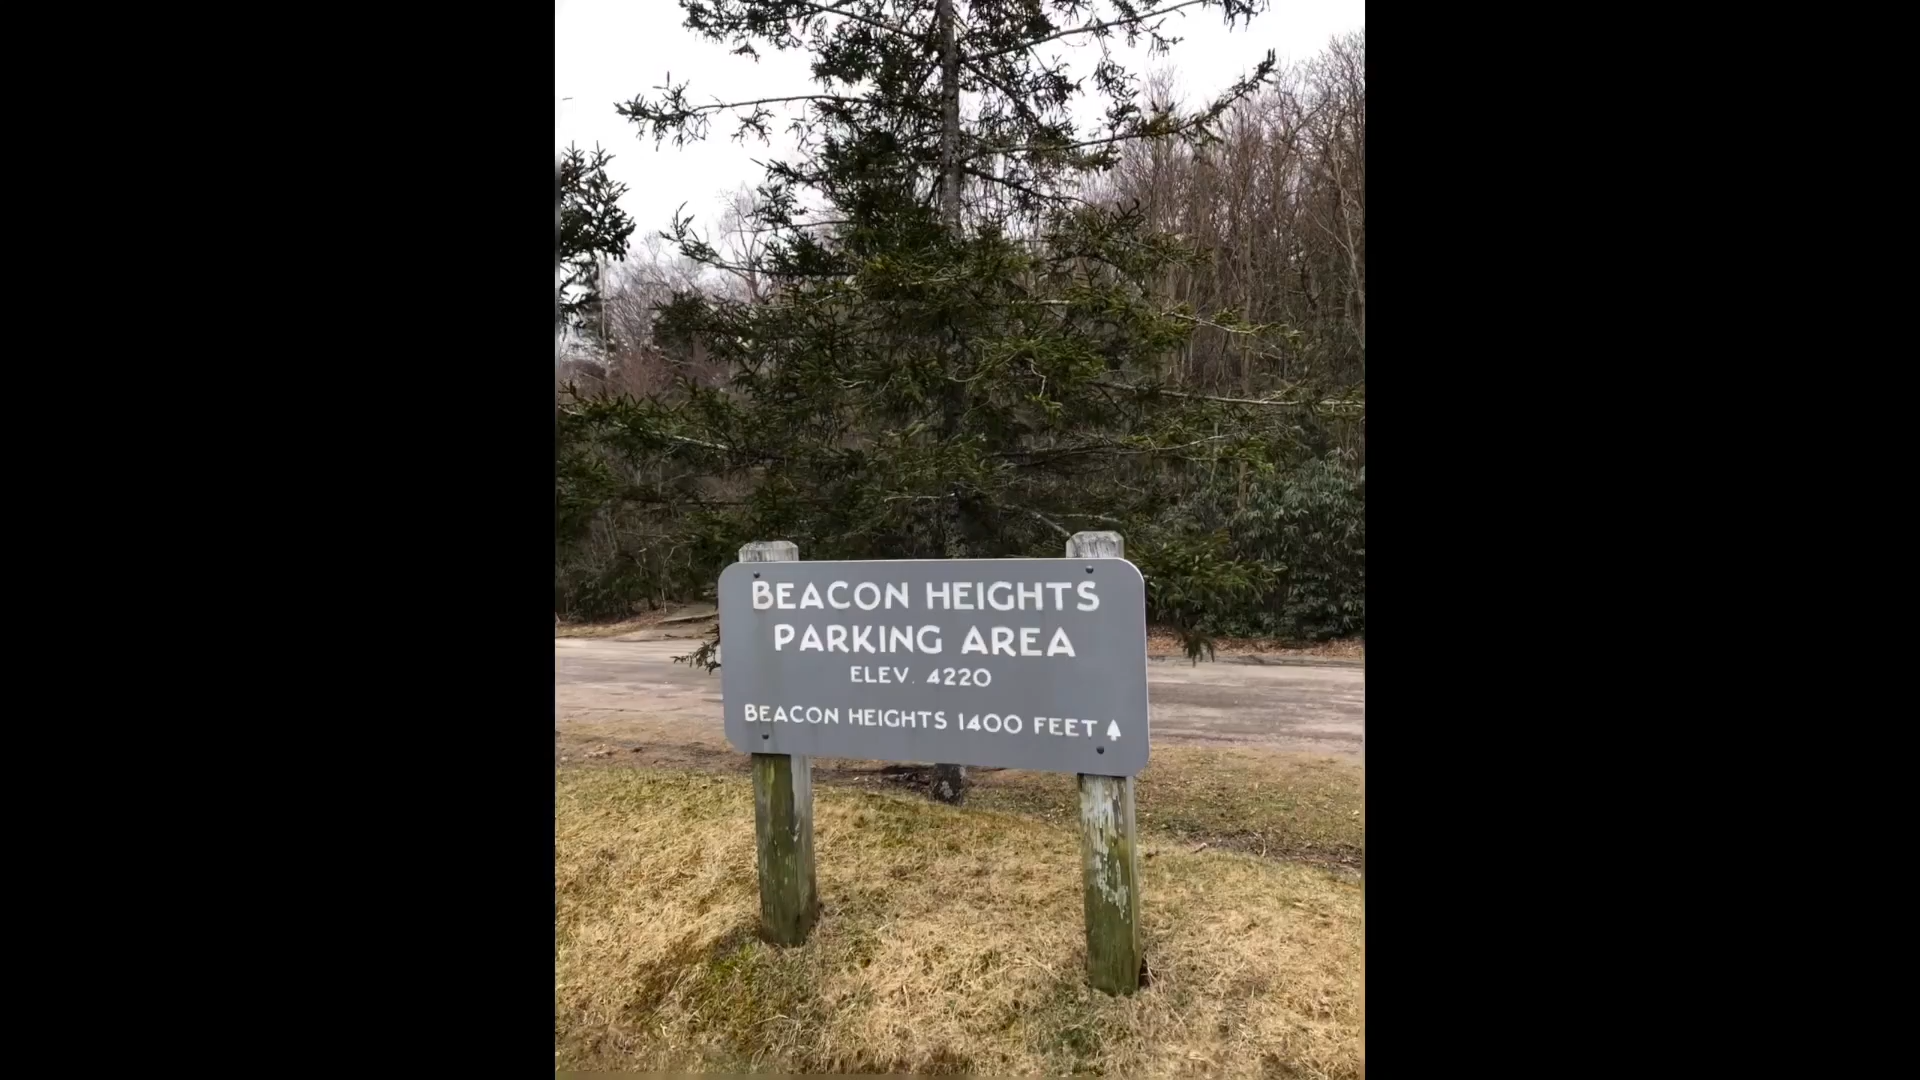 BEACON HEIGHTS
PARKING AREA
ELEV. 4220
BEACON HEIGHTS 1400 FEET